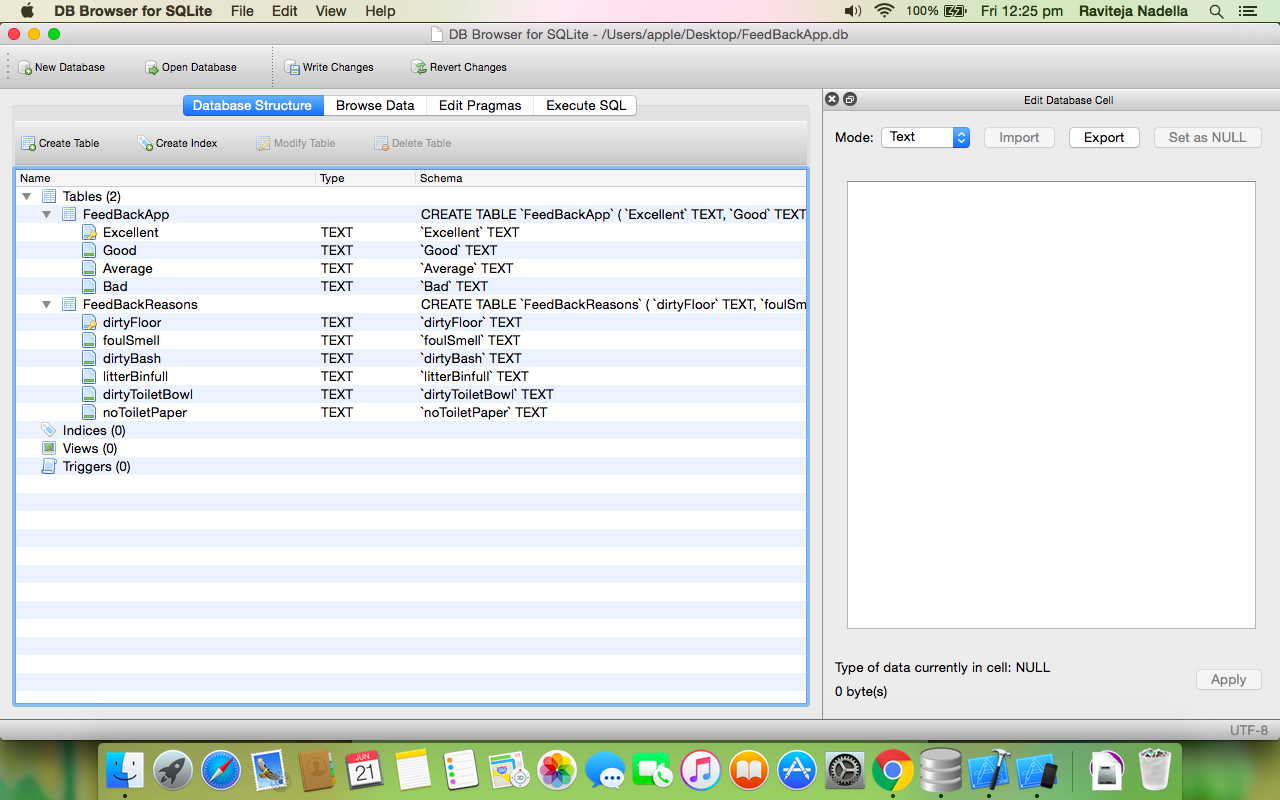 DB Browser for SQLite File Edit View Help 100% Fri 12:25 pm Raviteja Nadella
DB Browser for SQLite - /Users/apple/Desktop/FeedBackApp.db
New Database Open Database Write Changes Revert Changes
Database Structure Browse Data Edit Pragmas Execute SQL
Create Table Create Index Modify Table Delete Table
Name Type Schema
Tables (2)
FeedBackApp CREATE TABLE `FeedBackApp` ( `Excellent` TEXT, `Good` TEXT
Excellent TEXT `Excellent` TEXT
Good TEXT `Good` TEXT
Average TEXT `Average` TEXT
Bad TEXT `Bad` TEXT
FeedBackReasons CREATE TABLE `FeedBackReasons` ( `dirtyFloor` TEXT, `foulSm
dirtyFloor TEXT `dirtyFloor` TEXT
foulSmell TEXT `foulSmell` TEXT
dirtyBash TEXT `dirtyBash` TEXT
litterBinfull TEXT `litterBinfull` TEXT
dirtyToiletBowl TEXT `dirtyToiletBowl` TEXT
noToiletPaper TEXT `noToiletPaper` TEXT
Indices (0)
Views (0)
Triggers (0)
Edit Database Cell
Mode: Text Import Export Set as NULL
Type of data currently in cell: NULL
0 byte(s)
Apply
UTF-8
JUN
21